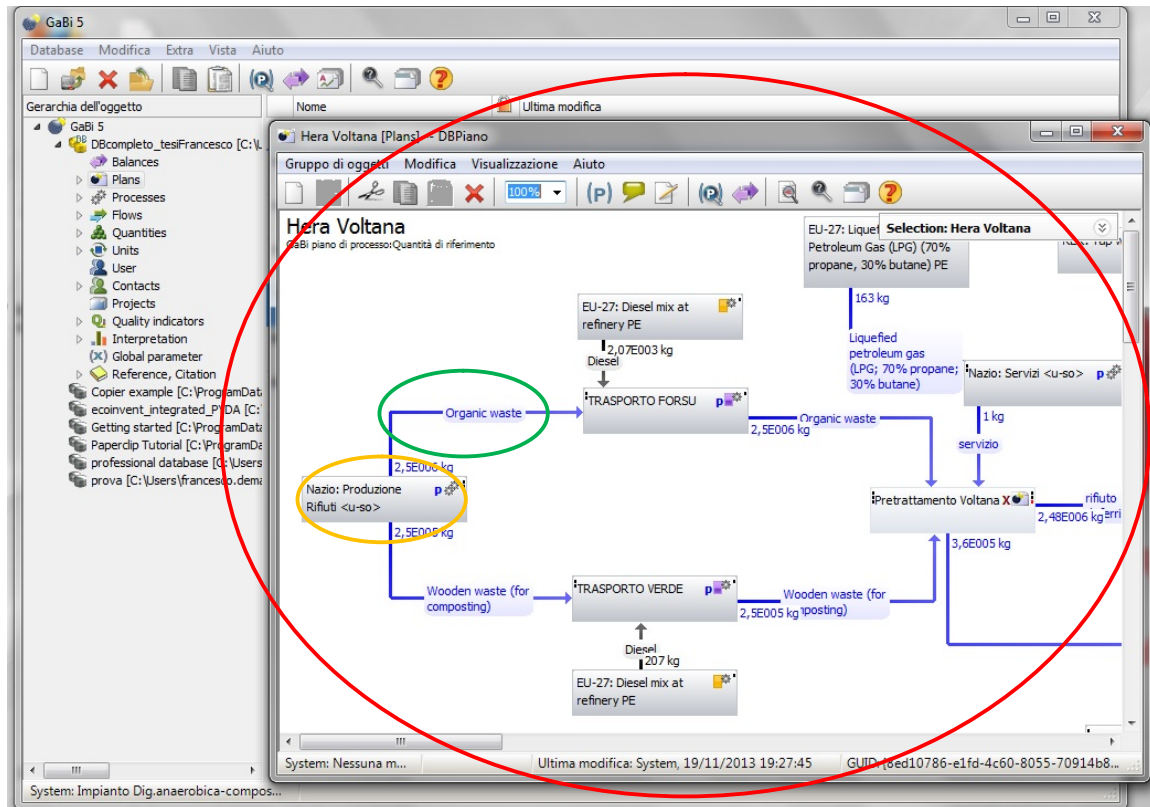 GaBi 5
Database Modifica Extra Vista Aiuto
Gerarchia dell'oggetto
Nome
Ultima modifica
GaBi 5
DBcompleto_tesiFrancesco [C:\
Balances
Plans
Processes
Flows
Quantities
Units
User
Contacts
Projects
Quality indicators
Interpretation
Global parameter
Reference, Citation
Copier example [C:\ProgramData
ecoinvent_integrated_PVDA [C:
Getting started [C:\ProgramData
Paperclip Tutorial [C:\ProgramDa
professional database [C:\Users
prova [C:\Users\francesco.dema
System: Impianto Dig.anaerobica-compos...
Hera Voltana [Plans] -- DBPiano
Gruppo di oggetti Modifica Visualizzazione Aiuto
100%
Hera Voltana
GaBi piano di processo:Quantità di riferimento
Selection: Hera Voltana
EU-27: Liquef
Petroleum Gas (LPG) (70%
propane, 30% butane) PE
163 kg
Liquefied
petroleum gas
(LPG; 70% propane;
30% butane)
EU-27: Diesel mix at
refinery PE
2,07E003 kg
Diesel
Nazio: Servizi <u-so> p
1 kg
servizio
Organic waste
TRASPORTO FORSU p
Organic waste
2,5E006 kg
2,5E006 kg
Nazio: Produzione p
Rifiuti <u-so>
2,5E005 kg
Pretrattamento Voltana X
rifiuto
2,48E006 kg
3,6E005 kg
Wooden waste (for
composting)
TRASPORTO VERDE p
Wooden waste (for
2,5E005 kg posting)
Diesel
207 kg
EU-27: Diesel mix at
refinery PE
System: Nessuna m...
Ultima modifica: System, 19/11/2013 19:27:45
GUID: {8ed10786-e1fd-4c60-8055-70914b8...